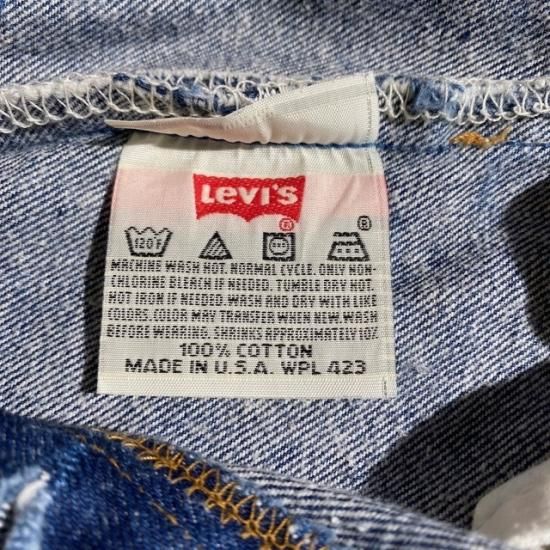 LEVI'S
®
®
120°F
MACHINE WASH HOT. NORMAL CYCLE. ONLY NON-
CHLORINE BLEACH IF NEEDED. TUMBLE DRY HOT.
HOT IRON IF NEEDED. WASH AND DRY WITH LIKE
COLORS. COLOR MAY TRANSFER WHEN NEW. WASH
BEFORE WEARING. SHRINKS APPROXIMATELY 10%
100% COTTON
MADE IN U.S.A. WPL 423